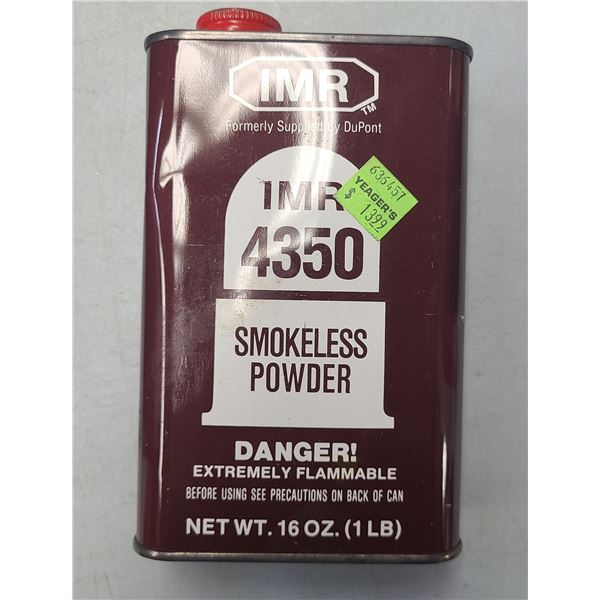 IMR
TM
Formerly Supplied by DuPont
IMR
4350
636457
YEAGER'S
$ 1399
SMOKELESS
POWDER
DANGER!
EXTREMELY FLAMMABLE
BEFORE USING SEE PRECAUTIONS ON BACK OF CAN
NET WT. 16 OZ. (1 LB)